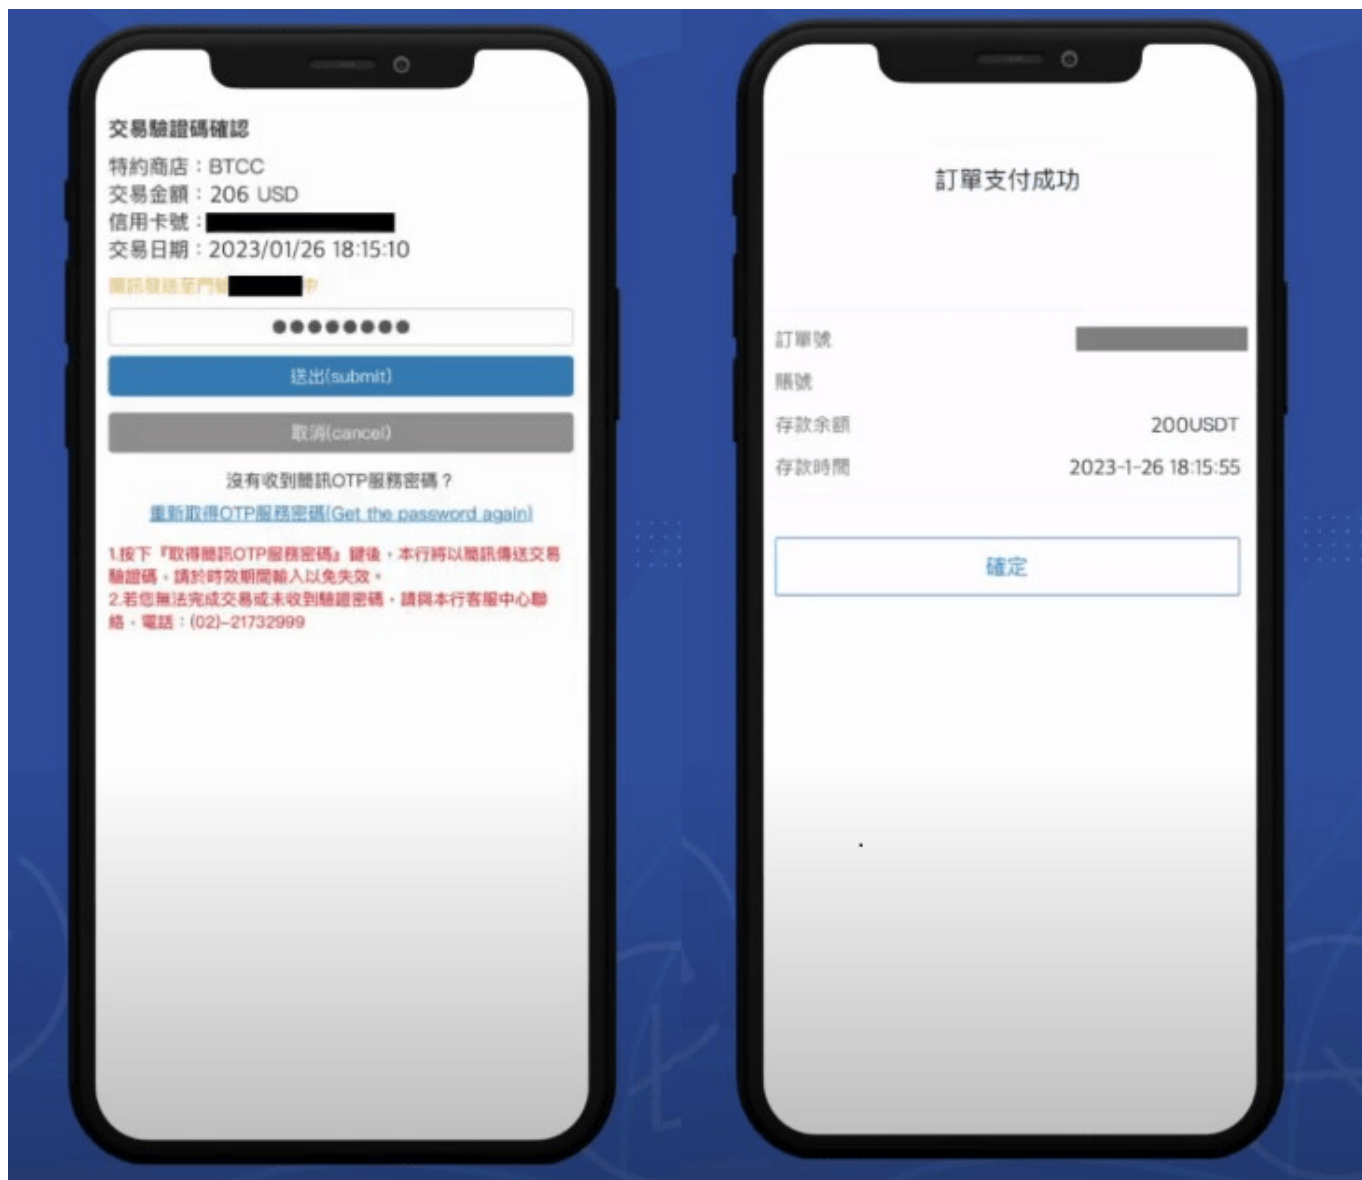 交易驗證碼確認
特約商店：BTCC
交易金額：206 USD
信用卡號：
交易日期：2023/01/26 18:15:10
簡訊發送至門號 中
●●●●●●●●
送出(submit)
取消(cancel)
沒有收到簡訊OTP服務密碼？
重新取得OTP服務密碼(Get the password again)
1.按下『取得簡訊OTP服務密碼』鍵後，本行將以簡訊傳送交易
驗證碼，請於時效期間輸入以免失效。
2.若您無法完成交易或未收到驗證密碼，請與本行客服中心聯
絡，電話：(02)-21732999
訂單支付成功
訂單號
賬號
存款余額 200USDT
存款時間 2023-1-26 18:15:55
確定